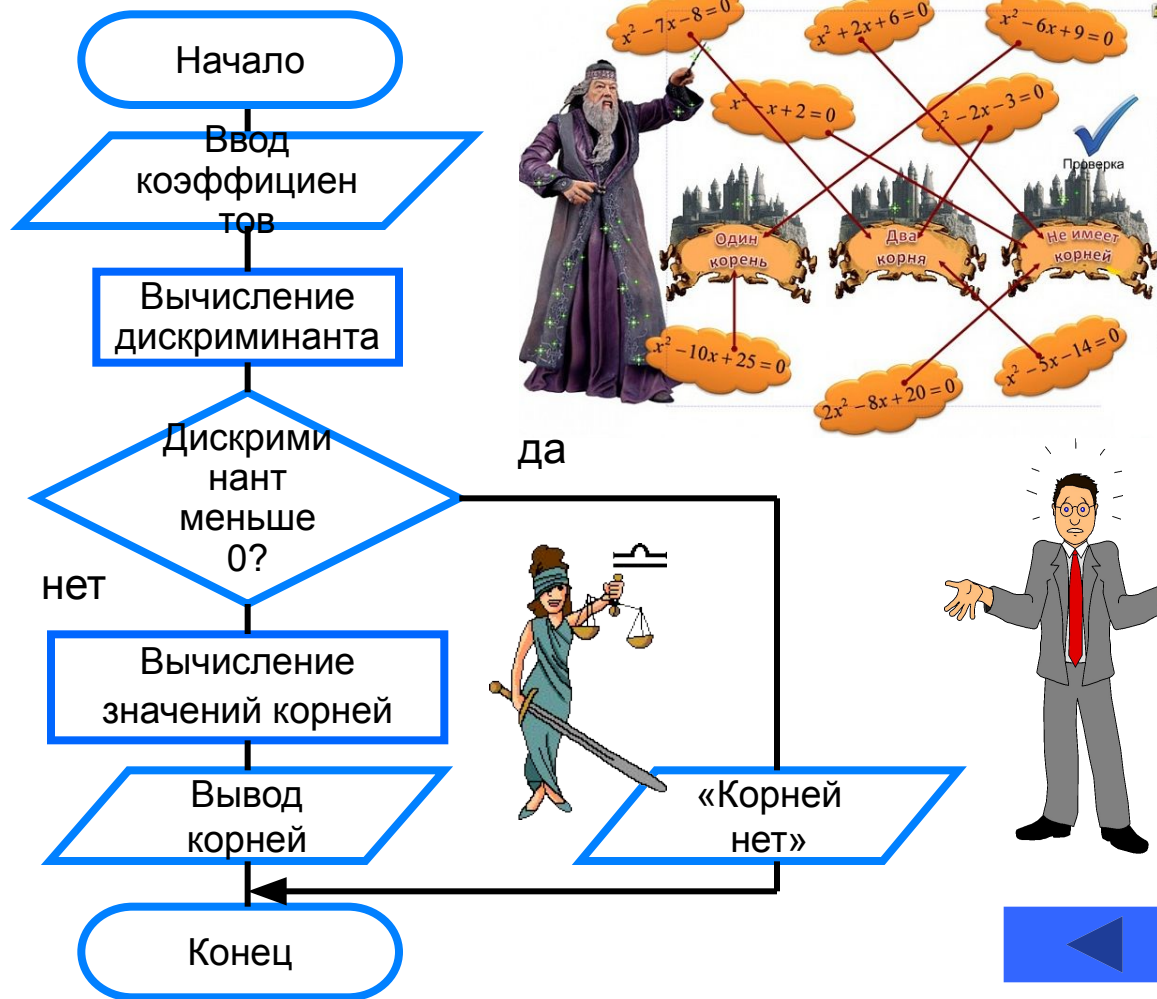 Начало
Ввод
коэффициен
тов
Вычисление
дискриминанта
Дискрими
нант
меньше
0?
да
нет
Вычисление
значений корней
Вывод
корней
«Корней
нет»
Конец
x² − 7x − 8 = 0
x² + 2x + 6 = 0
x² − 6x + 9 = 0
x² − x + 2 = 0
x² − 2x − 3 = 0
Проверка
Один
корень
Два
корня
Не имеет
корней
x² − 10x + 25 = 0
2x² − 8x + 20 = 0
x² − 5x − 14 = 0